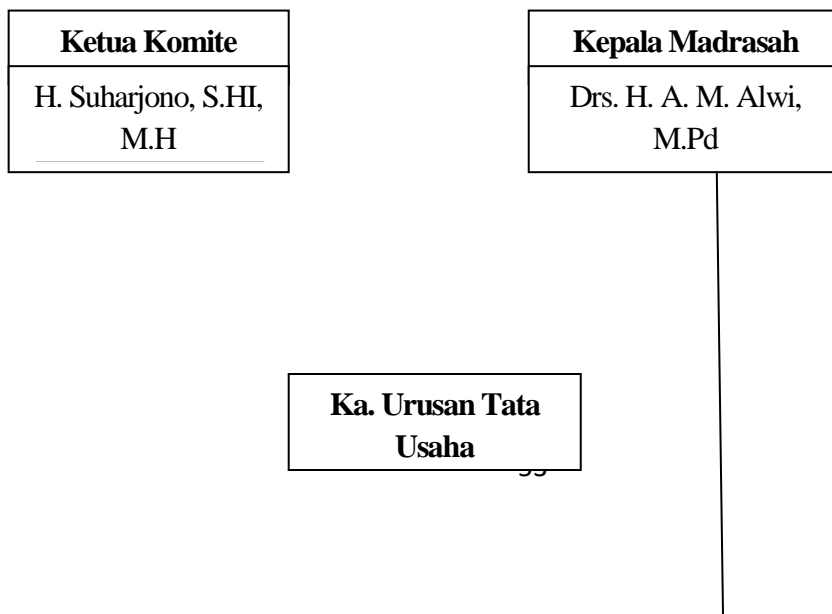 Ketua Komite
H. Suharjono, S.HI,
M.H
Kepala Madrasah
Drs. H. A. M. Alwi,
M.Pd
Ka. Urusan Tata
Usaha